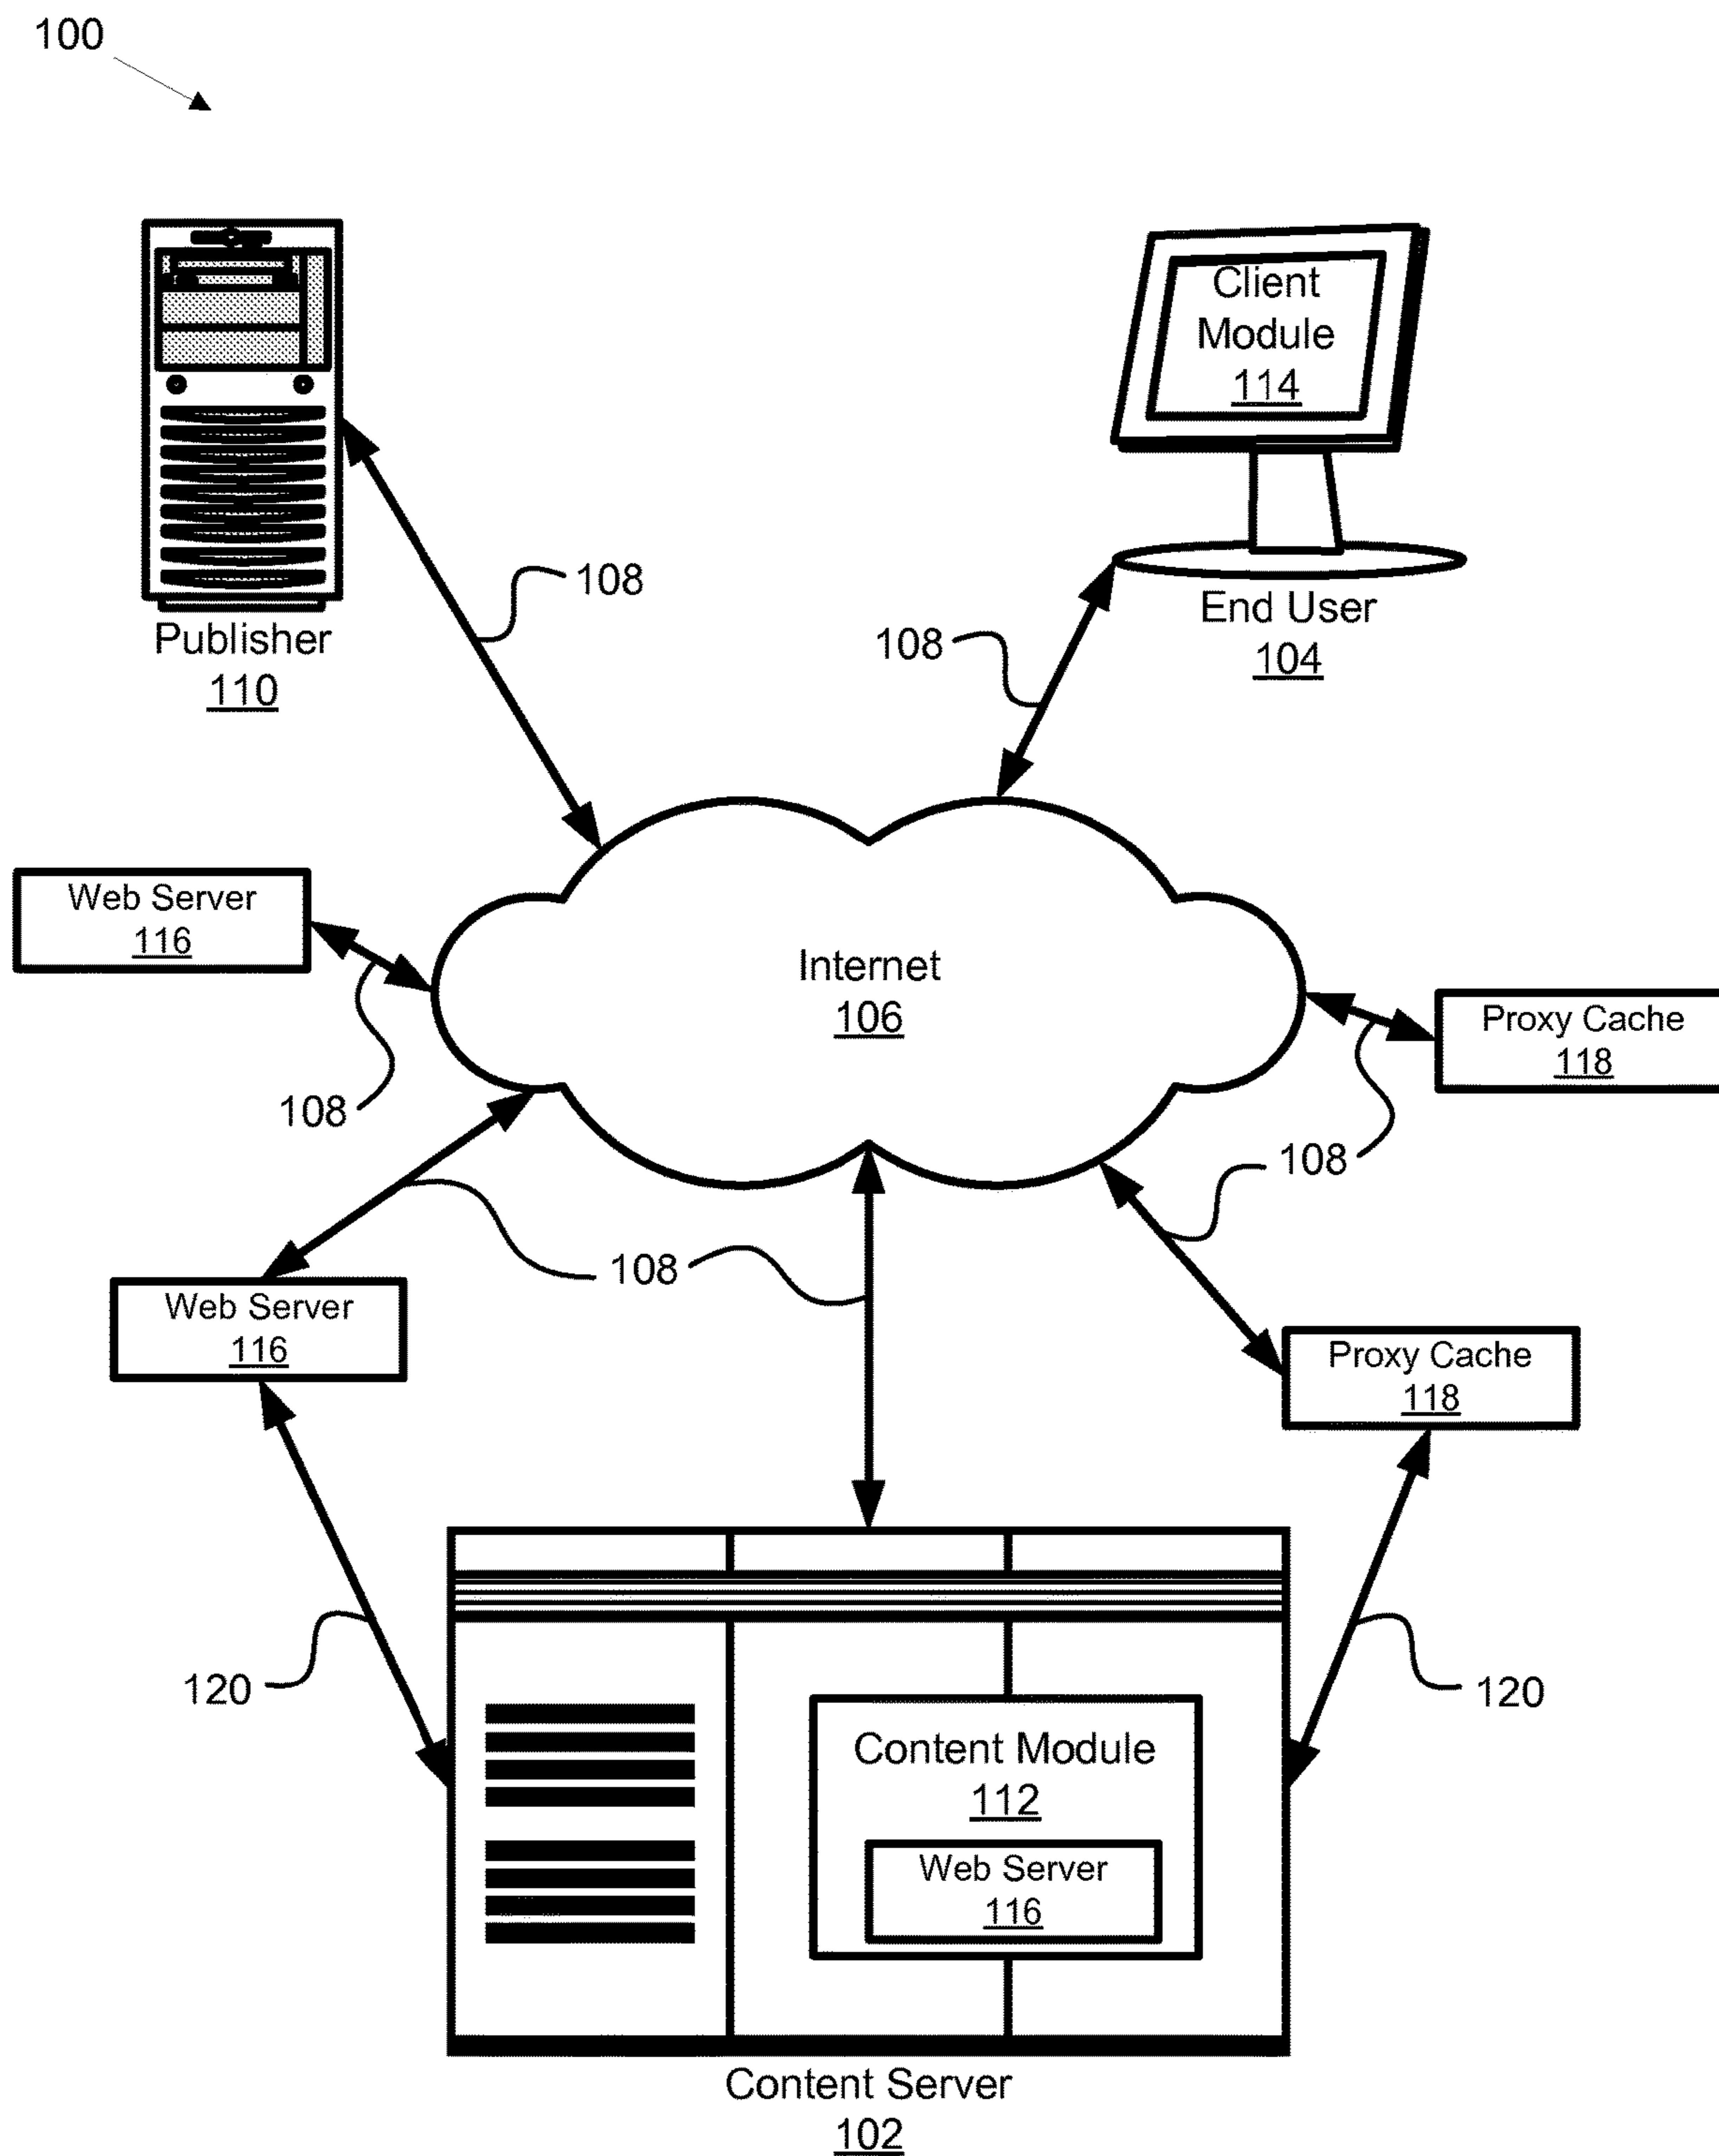 100
Client
Module
114
Publisher
110
108
End User
104
108
Web Server
116
108
Internet
106
Proxy Cache
118
108
108
Web Server
116
Proxy Cache
118
120
120
Content Module
112
Web Server
116
Content Server
102